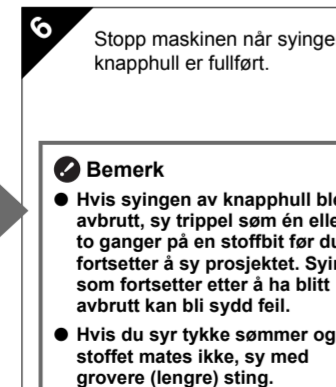 6
Stopp maskinen når syinge
knapphull er fullført.
Bemerk
● Hvis syingen av knapphull ble
avbrutt, sy trippel søm én elle
to ganger på en stoffbit før du
fortsetter å sy prosjektet. Syin
som fortsetter etter å ha blitt
avbrutt kan bli sydd feil.
● Hvis du syr tykke sømmer og
stoffet mates ikke, sy med
grovere (lengre) sting.